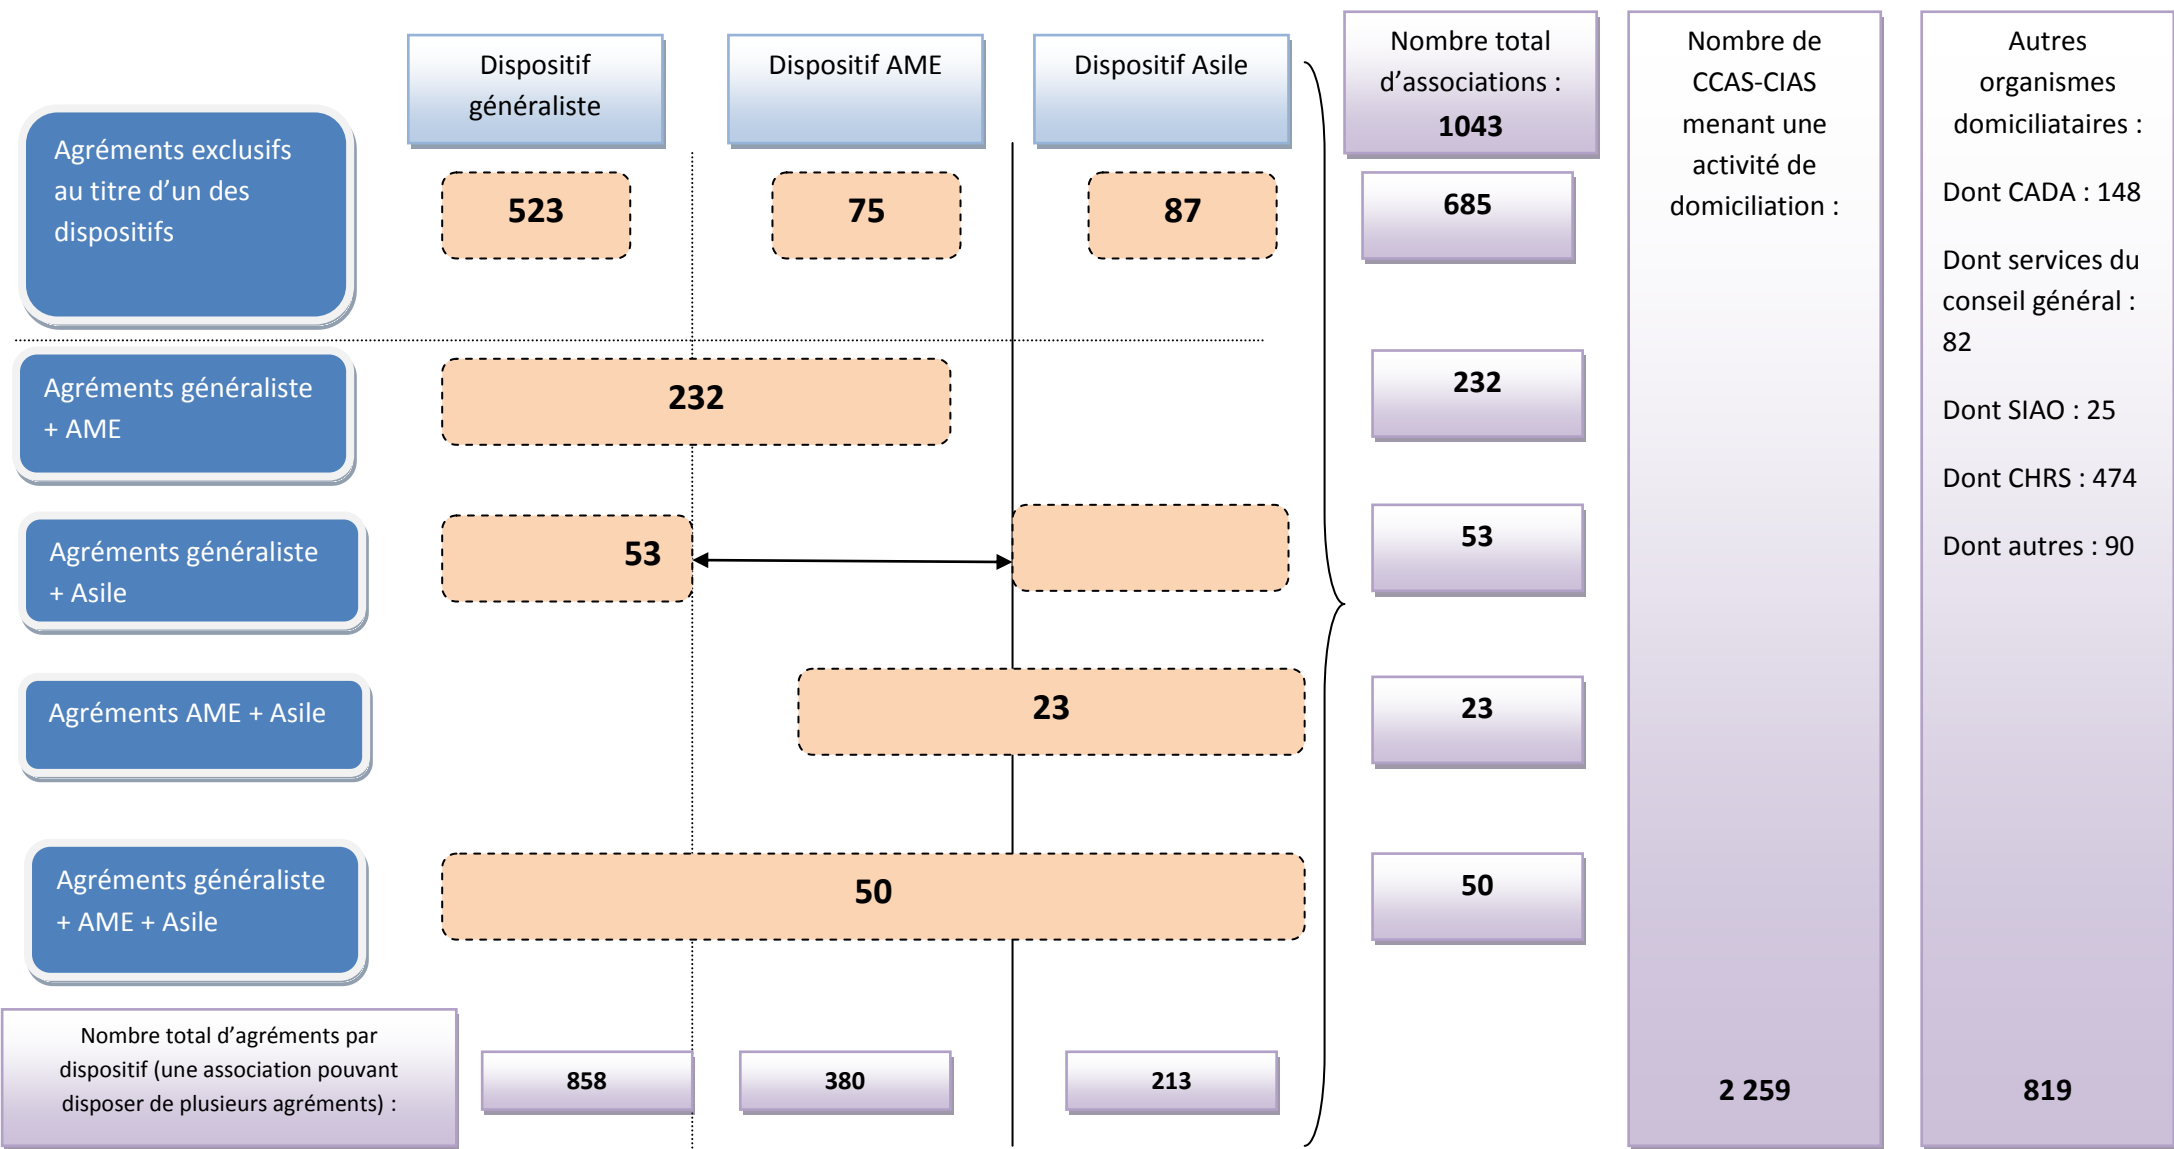 Dispositif
généraliste
Dispositif AME
Dispositif Asile
Nombre total
d’associations :
1043
Nombre de
CCAS-CIAS
menant une
activité de
domiciliation :
2 259
Autres
organismes
domiciliataires :
Dont CADA : 148
Dont services du
conseil général :
82
Dont SIAO : 25
Dont CHRS : 474
Dont autres : 90
819
Agréments exclusifs
au titre d’un des
dispositifs
523
75
87
685
Agréments généraliste
+ AME
232
232
Agréments généraliste
+ Asile
53
53
Agréments AME + Asile
23
23
Agréments généraliste
+ AME + Asile
50
50
Nombre total d’agréments par
dispositif (une association pouvant
disposer de plusieurs agréments) :
858
380
213